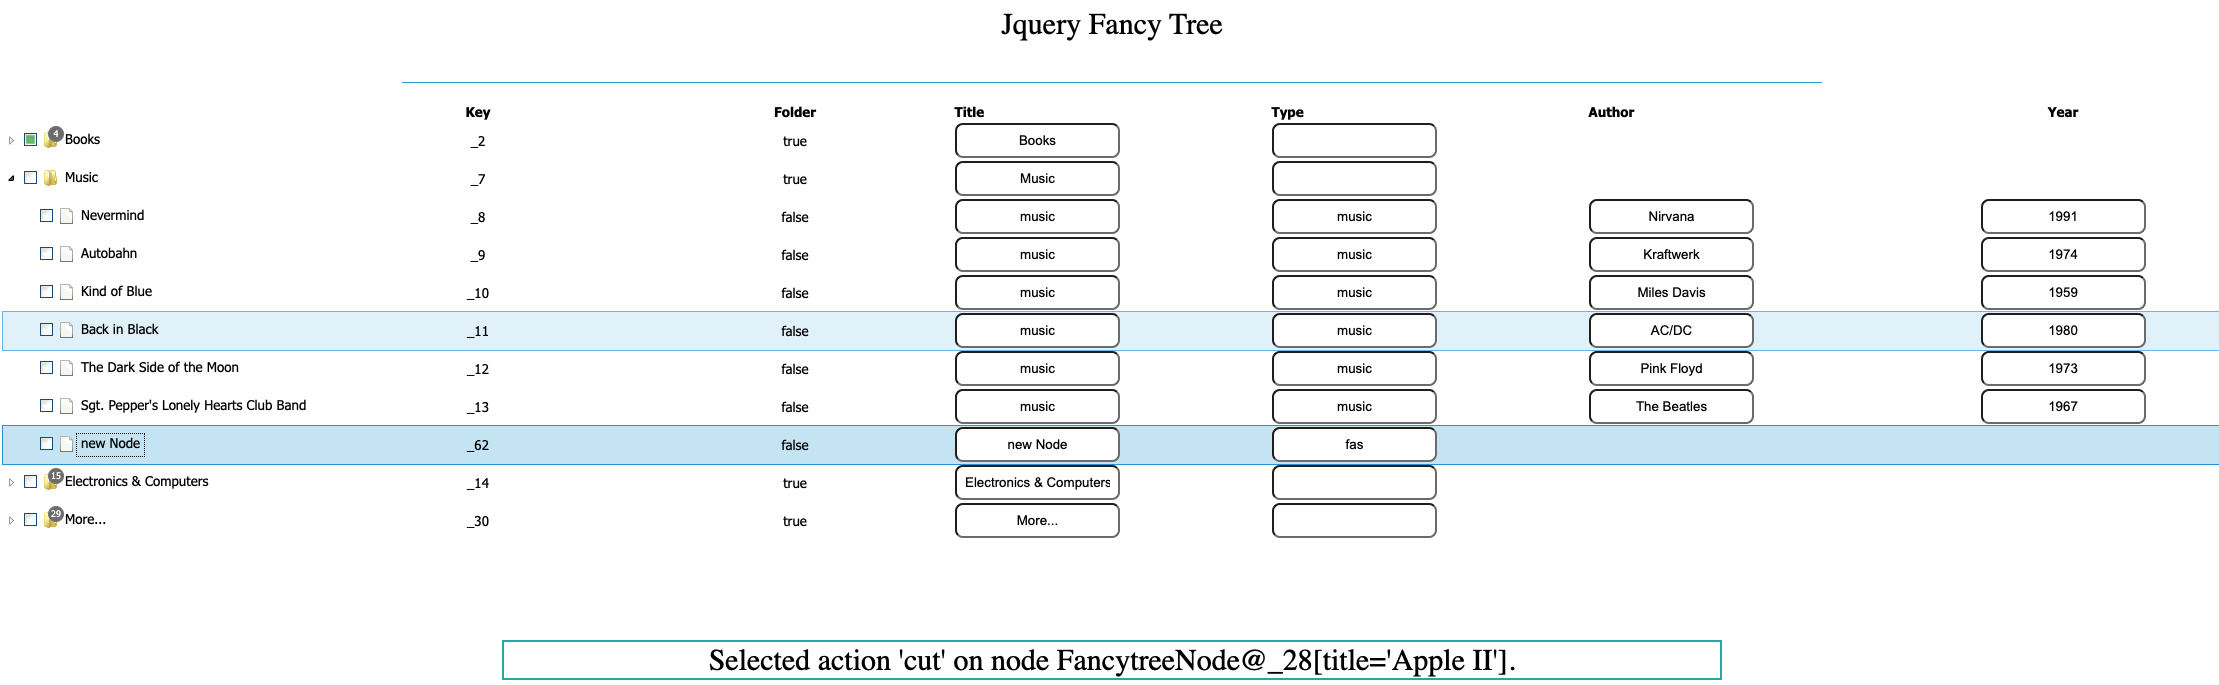 Jquery Fancy Tree
Key Folder Title Type Author Year
4 Books _2 true Books
Music _7 true Music
Nevermind _8 false music music Nirvana 1991
Autobahn _9 false music music Kraftwerk 1974
Kind of Blue _10 false music music Miles Davis 1959
Back in Black _11 false music music AC/DC 1980
The Dark Side of the Moon _12 false music music Pink Floyd 1973
Sgt. Pepper's Lonely Hearts Club Band _13 false music music The Beatles 1967
new Node _62 false new Node fas
15 Electronics & Computers _14 true Electronics & Computers
29 More... _30 true More...
Selected action 'cut' on node FancytreeNode@_28[title='Apple II'].